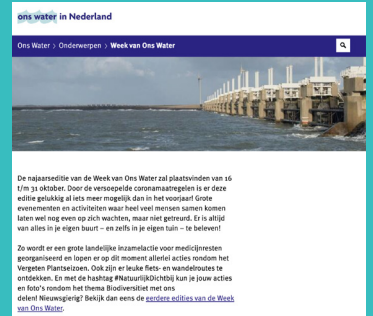 ons water in Nederland
Ons Water > Onderwerpen > Week van Ons Water
De najaarseditie van de Week van Ons Water zal plaatsvinden van 16
t/m 31 oktober. Door de versoepelde coronamaatregelen is er deze
editie gelukkig al iets meer mogelijk dan in het voorjaar! Grote
evenementen en activiteiten waar heel veel mensen samen komen
laten wel nog even op zich wachten, maar niet getreurd. Er is altijd
van alles in je eigen buurt – en zelfs in je eigen tuin – te beleven!
Zo wordt er een grote landelijke inzamelactie voor medicijnresten
georganiseerd en lopen er op dit moment allerlei acties rondom het
Vergeten Plantseizoen. Ook zijn er leuke fiets- en wandelroutes te
ontdekken. En met de hashtag #NatuurlijkDichtbij kun je jouw acties
en foto's rondom het thema Biodiversitiet met ons
delen! Nieuwsgierig? Bekijk dan eens de eerdere edities van de Week
van Ons Water.